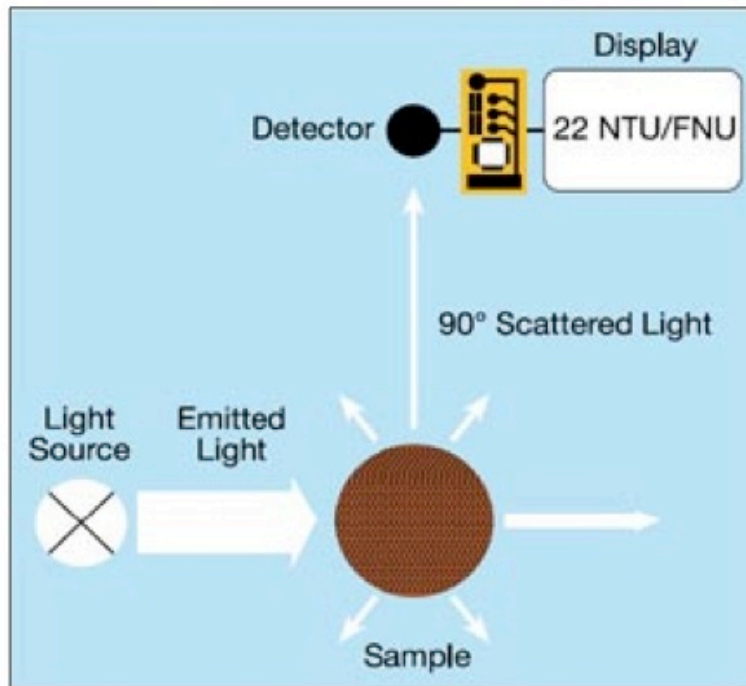 Display
Detector
22 NTU/FNU
90° Scattered Light
Light
Source
Emitted
Light
Sample